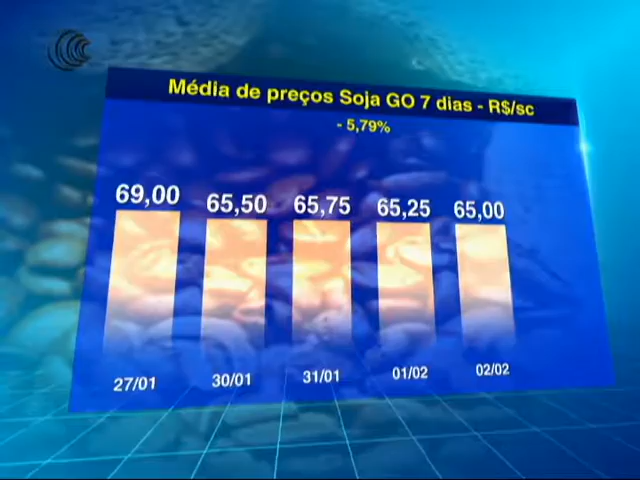 Média de preços Soja GO 7 dias - R$/sc
- 5,79%
69,00 65,50 65,75 65,25 65,00
27/01 30/01 31/01 01/02 02/02